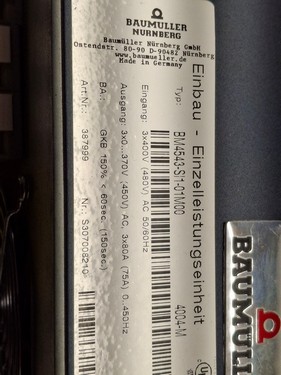 BAUMÜLLER
NÜRNBERG
Baumüller Nürnberg GmbH
Ostendstr. 80-90 D-90482 Nürnberg
www.baumueller.de
Made in Germany
Einbau - Einzelleistungseinheit
Typ: BM4543-SI1-01M00 4004-M
Eingang: 3x400V (480V) AC 50/60Hz
Ausgang: 3x0..370V (450V) AC, 3x80A (75A) 0..450Hz
BA: GKB 150% < 60sec. (150sec.)
Art.Nr.: 387999 Nr.: S307008210
BAUMÜLLER